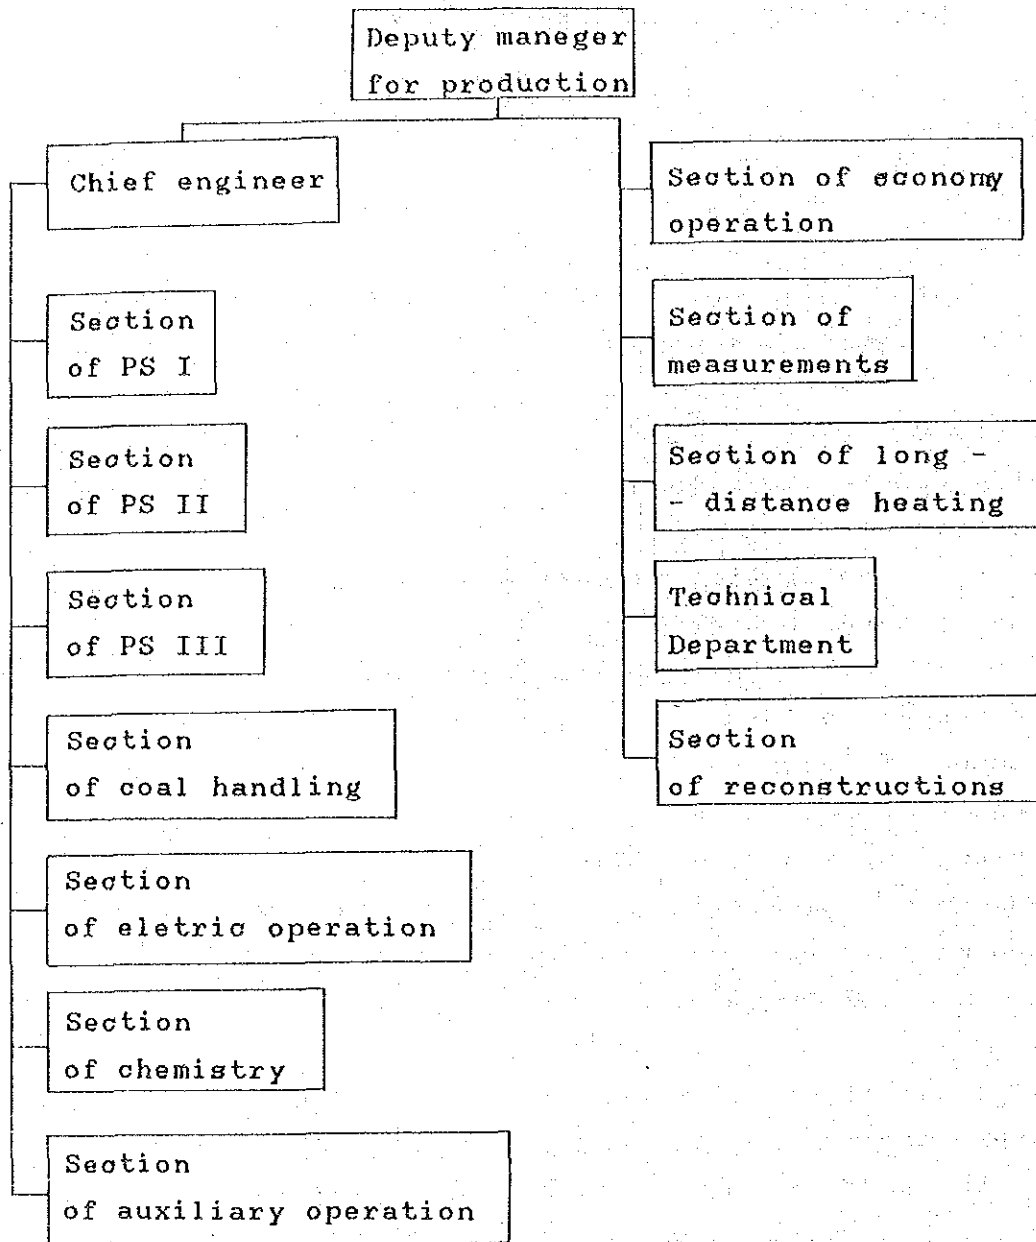 Deputy maneger
for production
Chief engineer
Section
of PS I
Section
of PS II
Section
of PS III
Section
of coal handling
Section
of eletric operation
Section
of chemistry
Section
of auxiliary operation
Section of economy
operation
Section of
measurements
Section of long -
- distance heating
Technical
Department
Section
of reconstructions